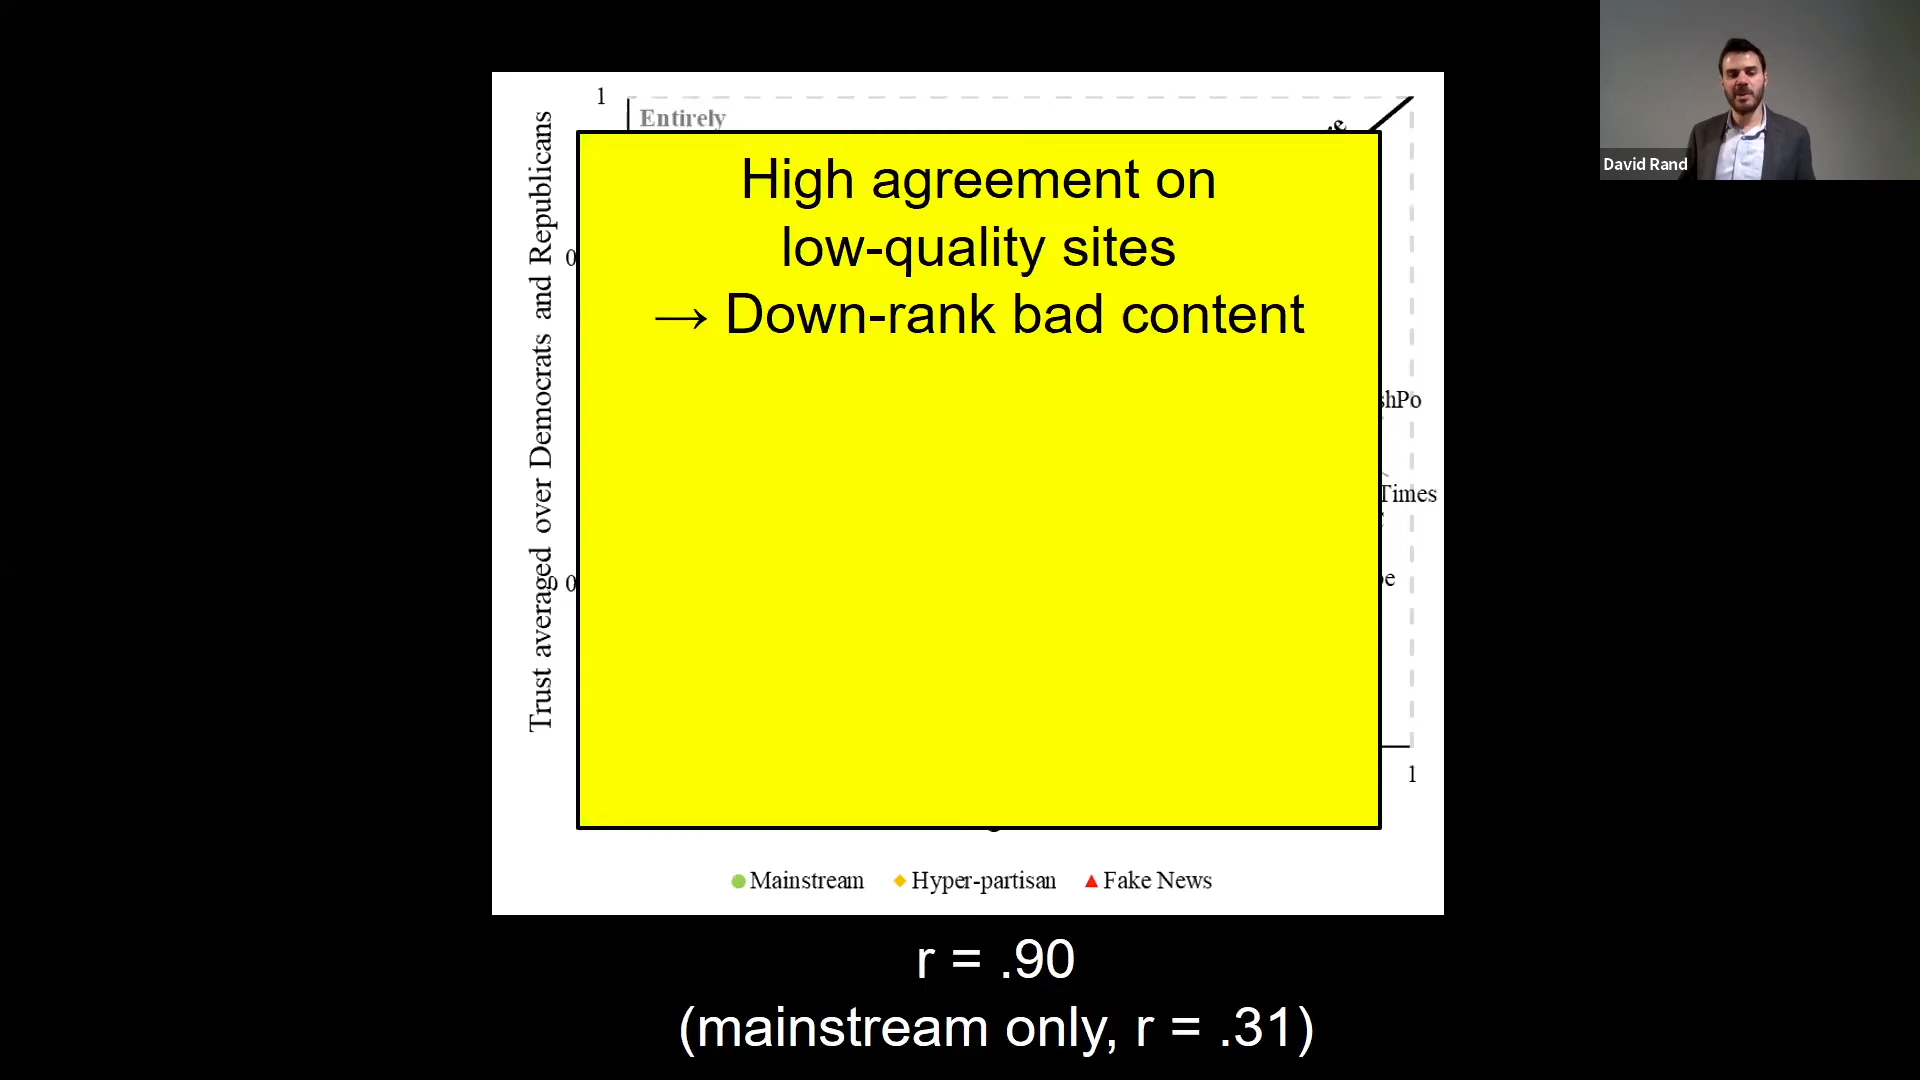 David Rand
1
Entirely
Trust averaged over Democrats and Republicans
High agreement on
low-quality sites
→ Down-rank bad content
0
shPo
Times
0
1
Mainstream Hyper-partisan Fake News
r = .90
(mainstream only, r = .31)